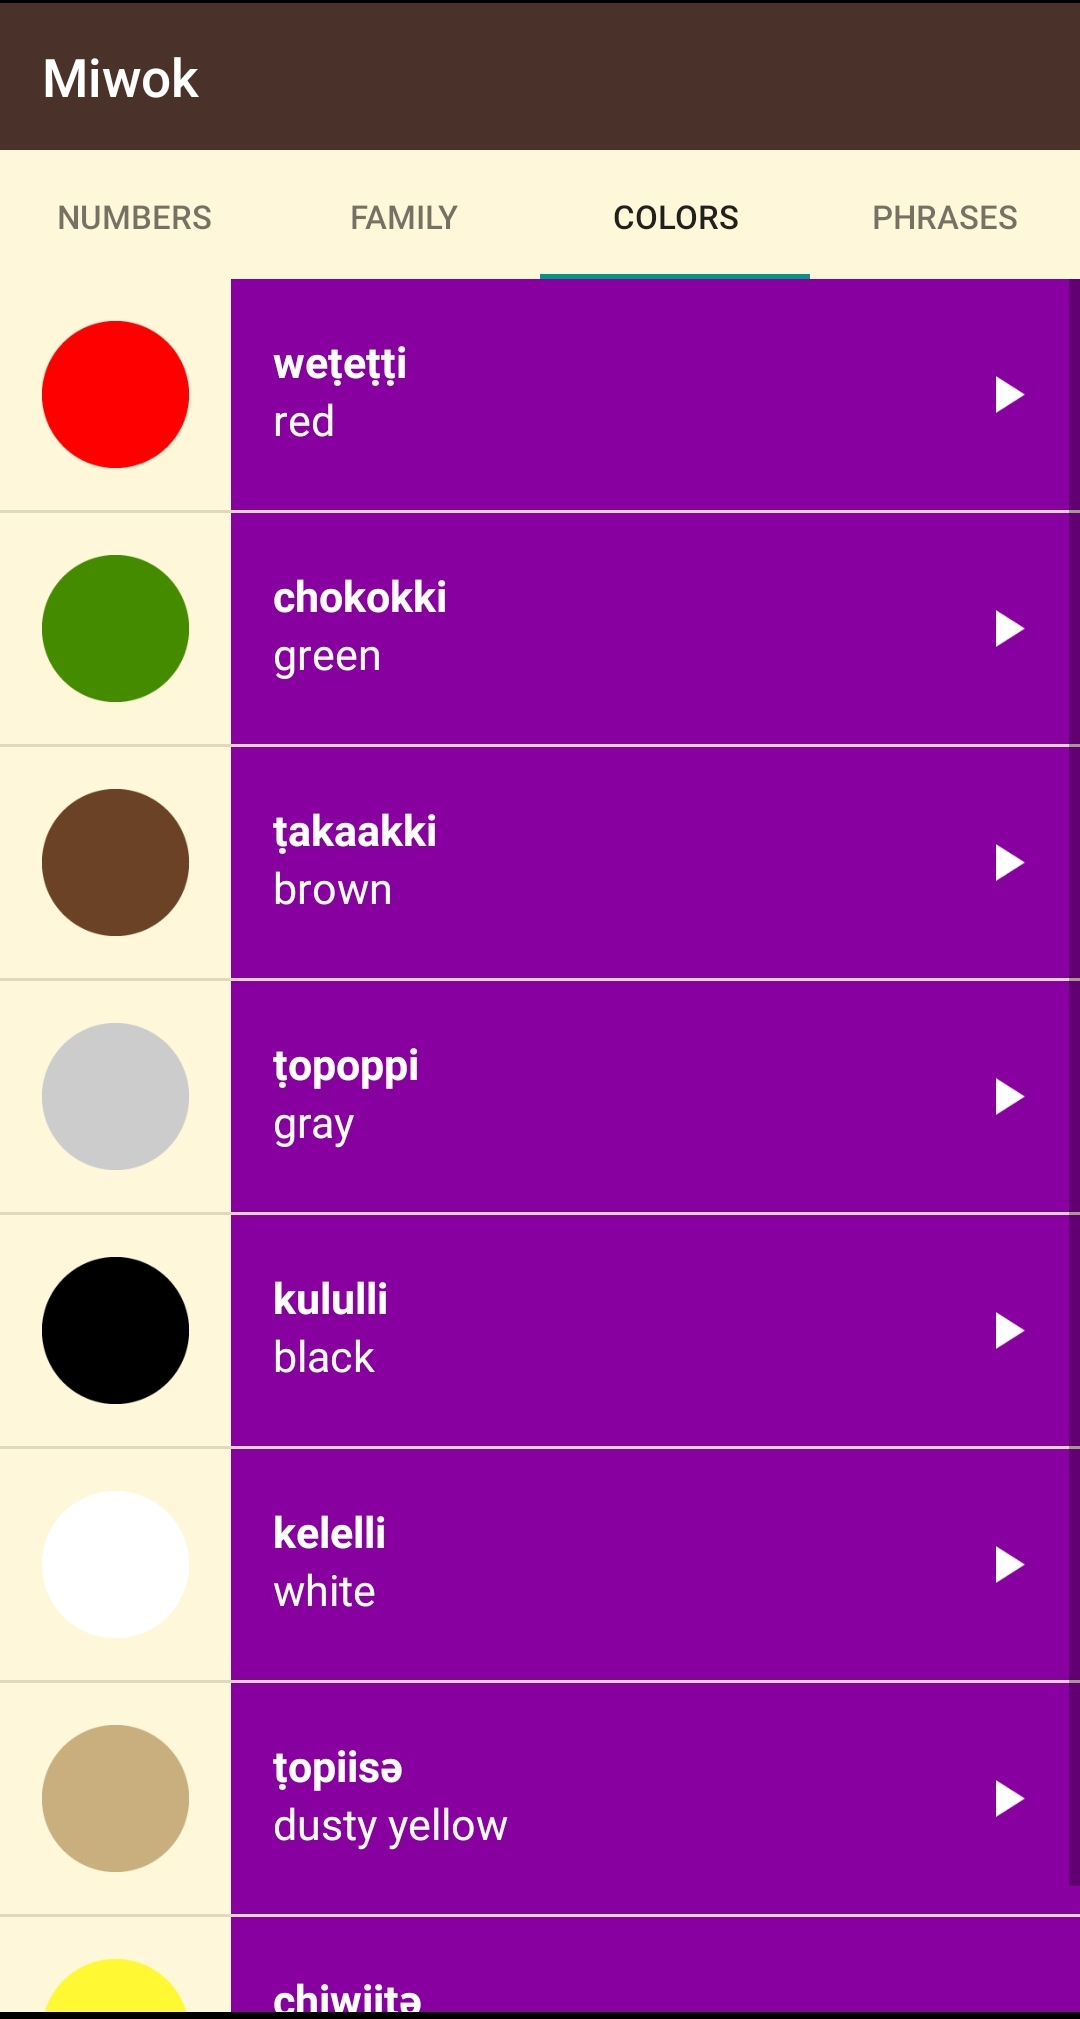 Miwok
NUMBERS FAMILY COLORS PHRASES
weṭeṭṭi
red
chokokki
green
ṭakaakki
brown
ṭopoppi
gray
kululli
black
kelelli
white
ṭopiisә
dusty yellow
chiwiitә